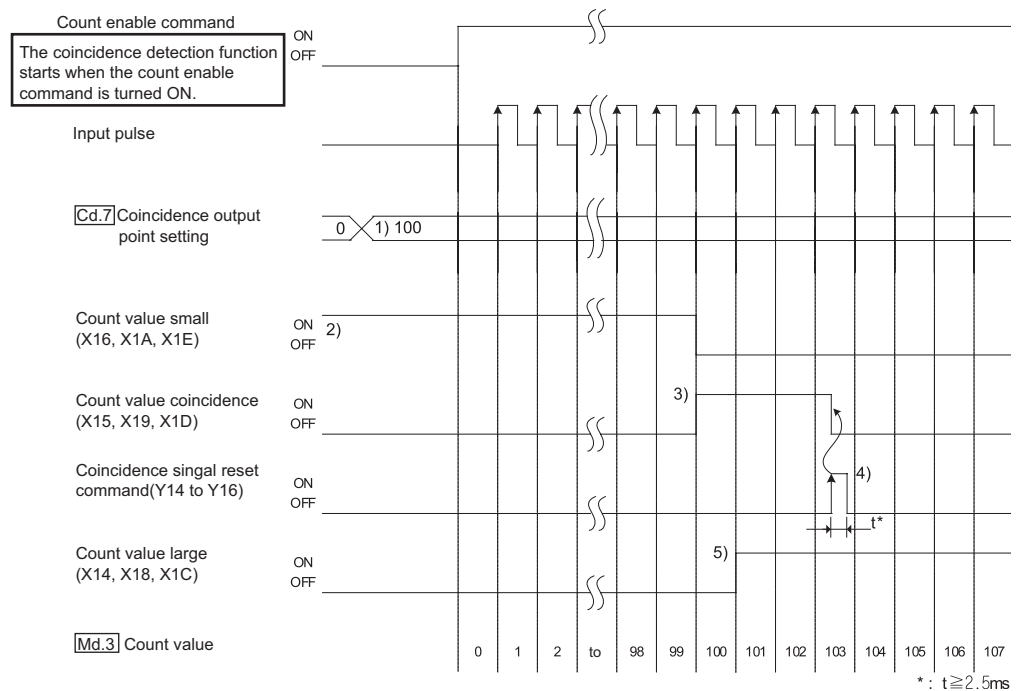 Count enable command
ON
OFF
The coincidence detection function
starts when the count enable
command is turned ON.
Input pulse
Cd.7 Coincidence output
point setting
0 1) 100
Count value small
(X16, X1A, X1E)
ON
OFF
2)
Count value coincidence
(X15, X19, X1D)
ON
OFF
3)
Coincidence singal reset
command(Y14 to Y16)
ON
OFF
4)
t*
Count value large
(X14, X18, X1C)
ON
OFF
5)
Md.3 Count value
0 1 2 to 98 99 100 101 102 103 104 105 106 107
*: t≧2.5ms